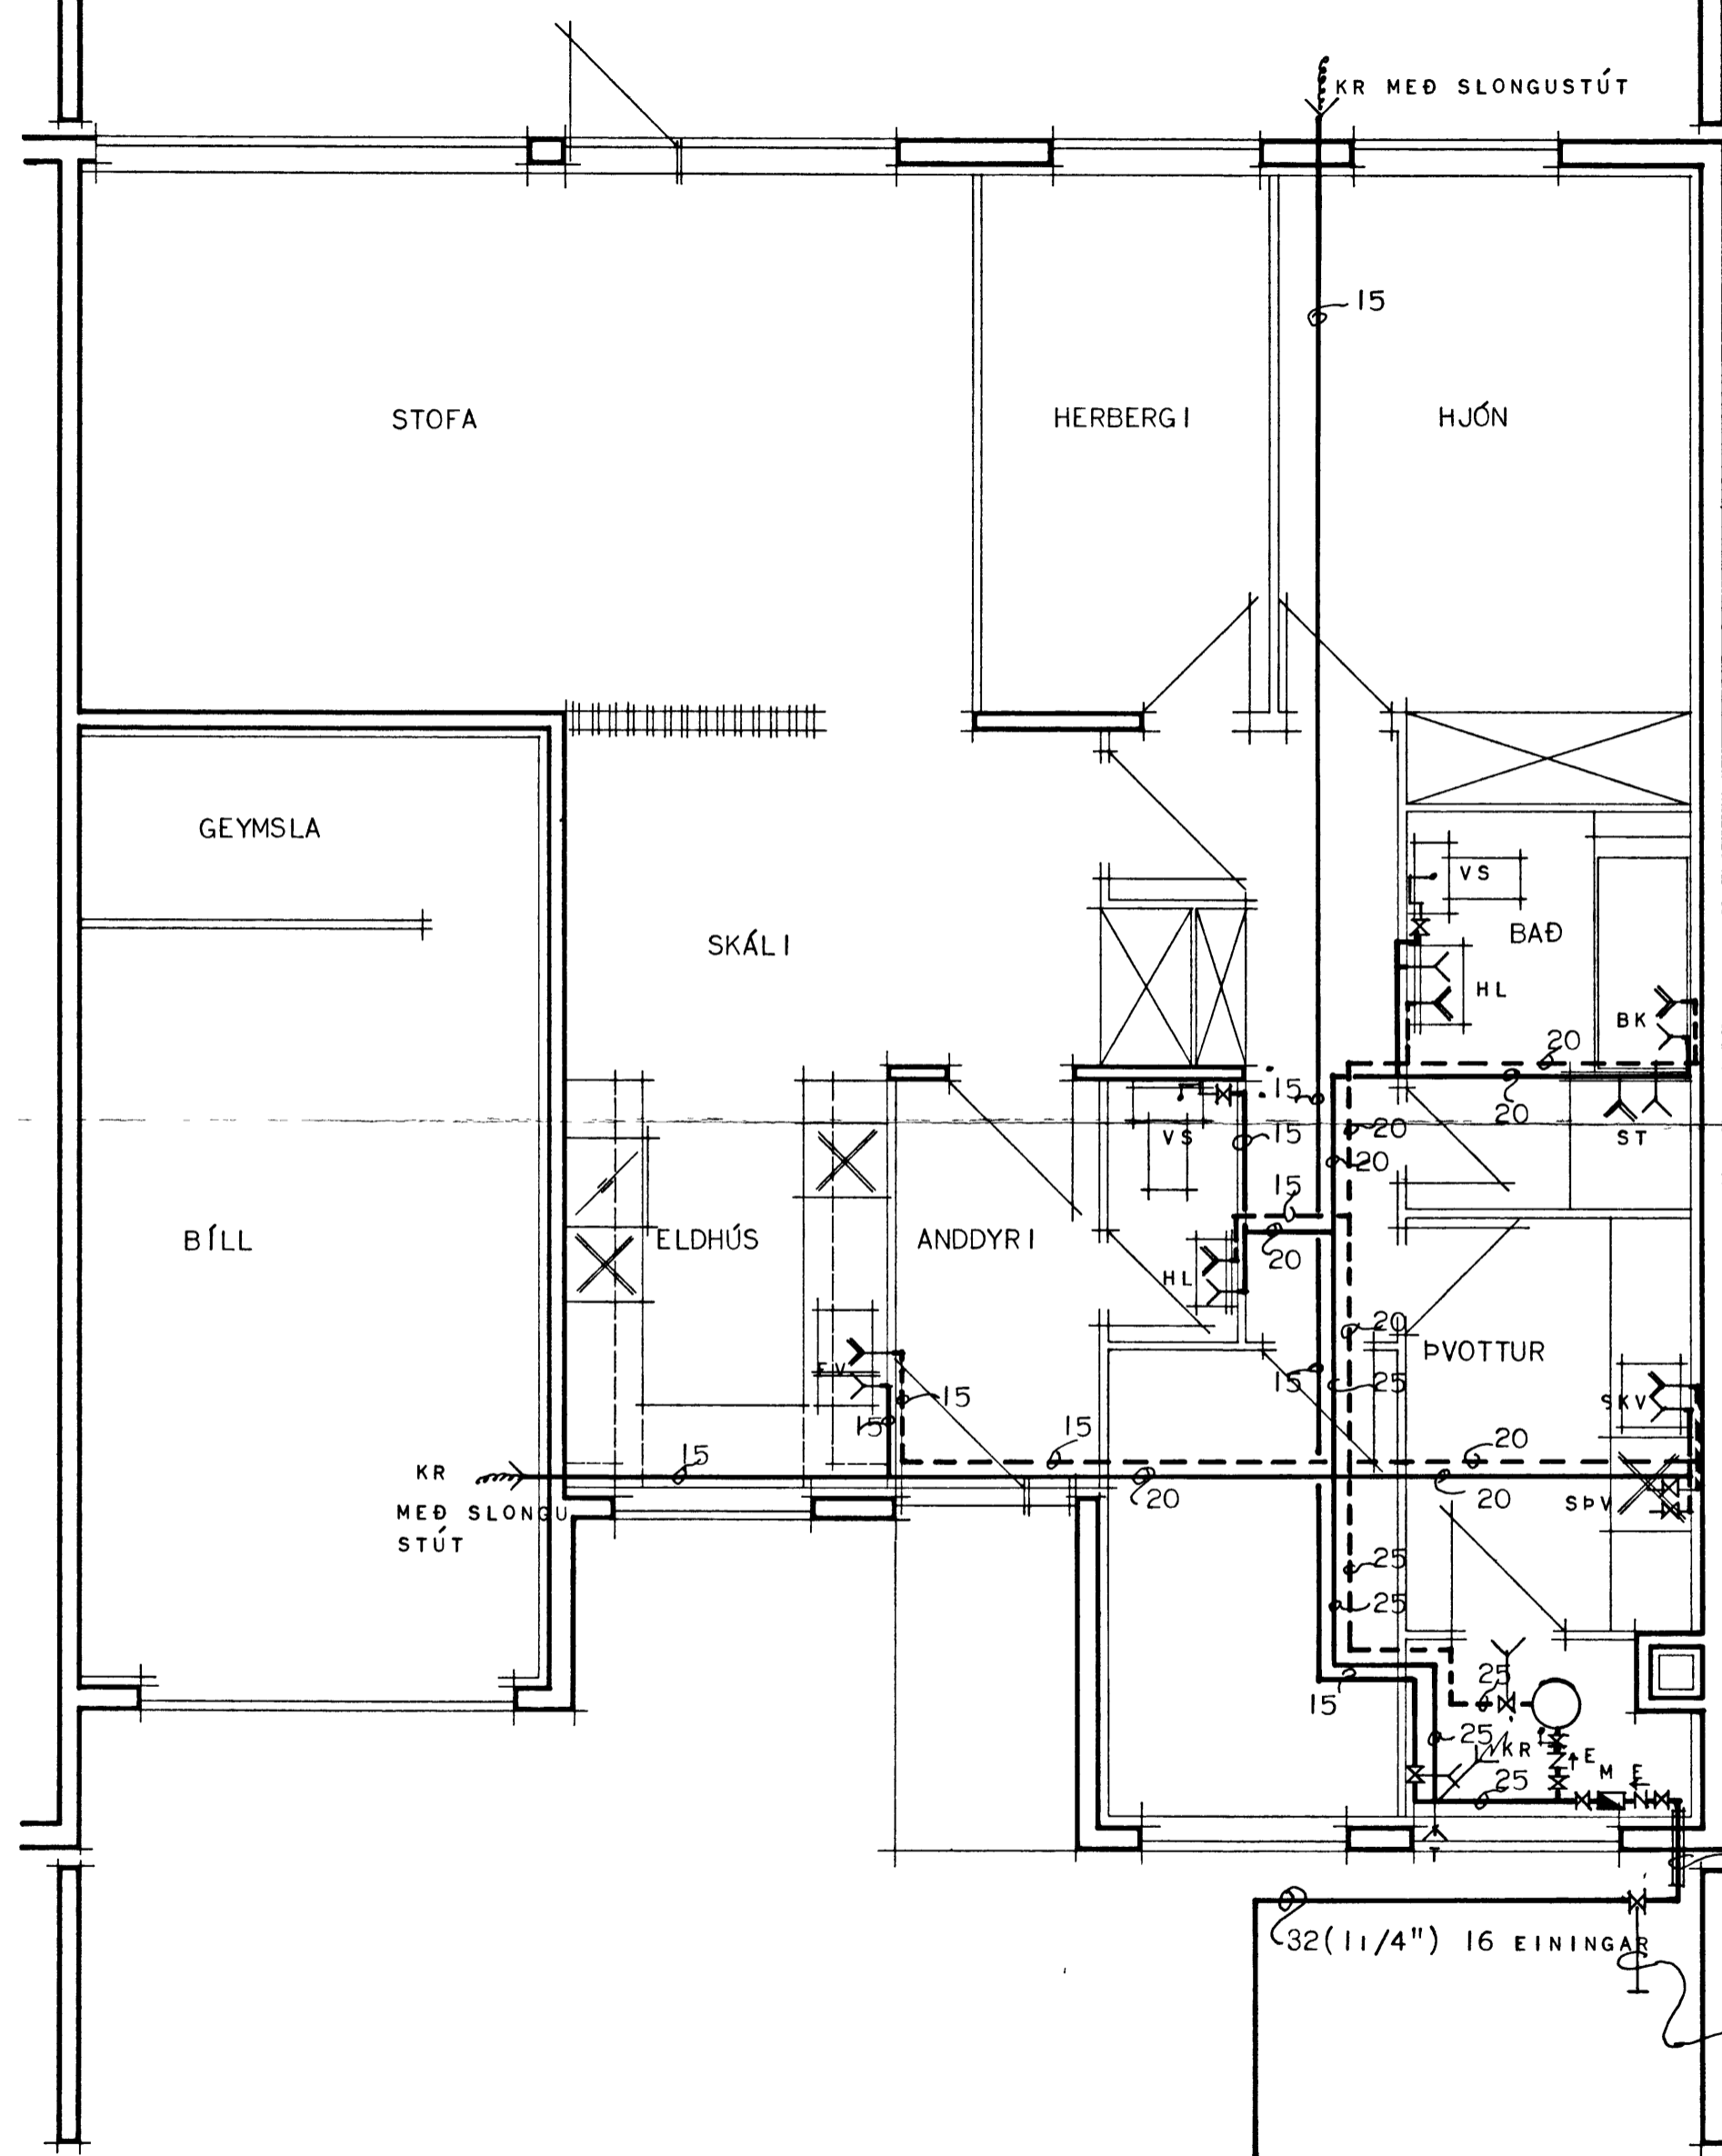 KR MEÐ SLONGUSTÚT
15
STOFA
HERBERGI
HJÓN
GEYMSLA
VS
SKÁLI
BAÐ
HL
BK
20
15
20
VS
15
20
ST
20
15
BÍLL
ELDHÚS
ANDDYRI
20
HL
20
ÞVOTTUR
EV
15
25
15
15
SKV
15
15
20
KR
20
20
SÞV
MEÐ SLONGU
STÚT
25
25
25
15
25
KR
E
M
E
25
32(11/4") 16 EININGAR